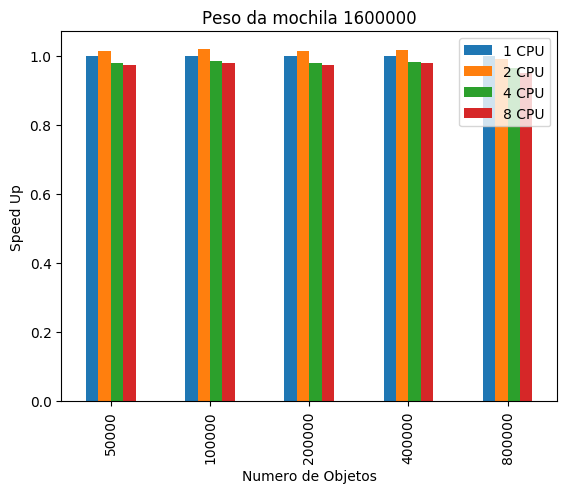 Peso da mochila 1600000
1 CPU
2 CPU
4 CPU
8 CPU
Speed Up
1.0
0.8
0.6
0.4
0.2
0.0
50000
100000
200000
400000
800000
Numero de Objetos